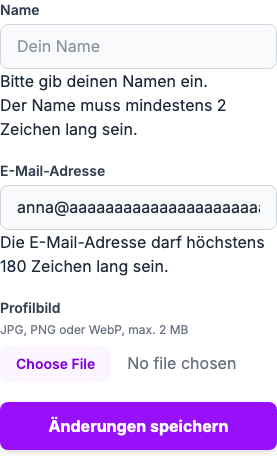 Name
Dein Name
Bitte gib deinen Namen ein.
Der Name muss mindestens 2
Zeichen lang sein.
E-Mail-Adresse
anna@aaaaaaaaaaaaaaaaaaaaa
Die E-Mail-Adresse darf höchstens
180 Zeichen lang sein.
Profilbild
JPG, PNG oder WebP, max. 2 MB
Choose File No file chosen
Änderungen speichern